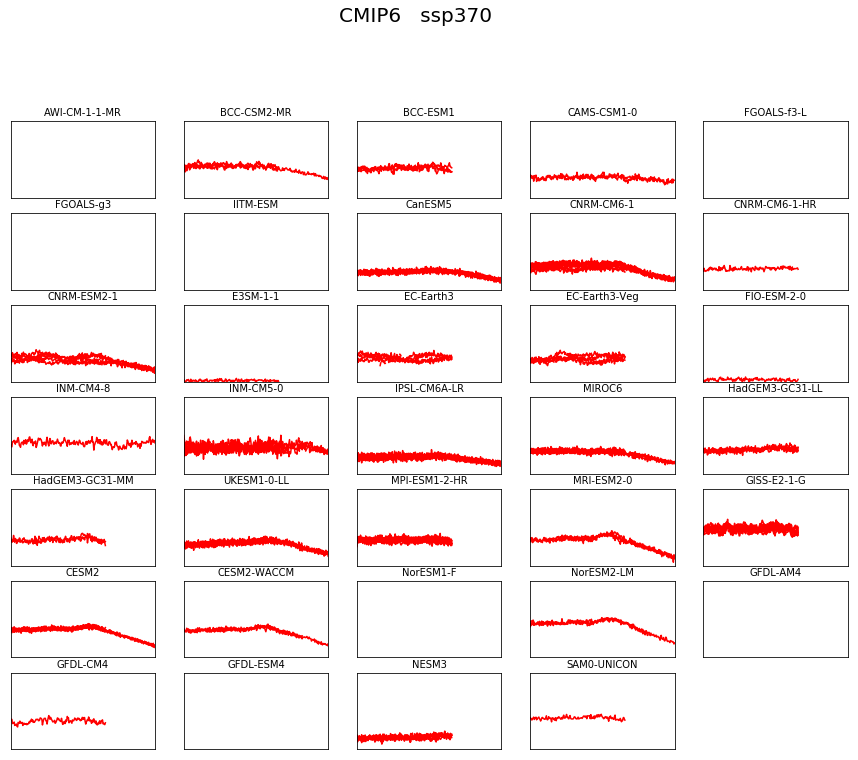 CMIP6 ssp370
AWI-CM-1-1-MR
BCC-CSM2-MR
BCC-ESM1
CAMS-CSM1-0
FGOALS-f3-L
FGOALS-g3
IITM-ESM
CanESM5
CNRM-CM6-1
CNRM-CM6-1-HR
CNRM-ESM2-1
E3SM-1-1
EC-Earth3
EC-Earth3-Veg
FIO-ESM-2-0
INM-CM4-8
INM-CM5-0
IPSL-CM6A-LR
MIROC6
HadGEM3-GC31-LL
HadGEM3-GC31-MM
UKESM1-0-LL
MPI-ESM1-2-HR
MRI-ESM2-0
GISS-E2-1-G
CESM2
CESM2-WACCM
NorESM1-F
NorESM2-LM
GFDL-AM4
GFDL-CM4
GFDL-ESM4
NESM3
SAM0-UNICON